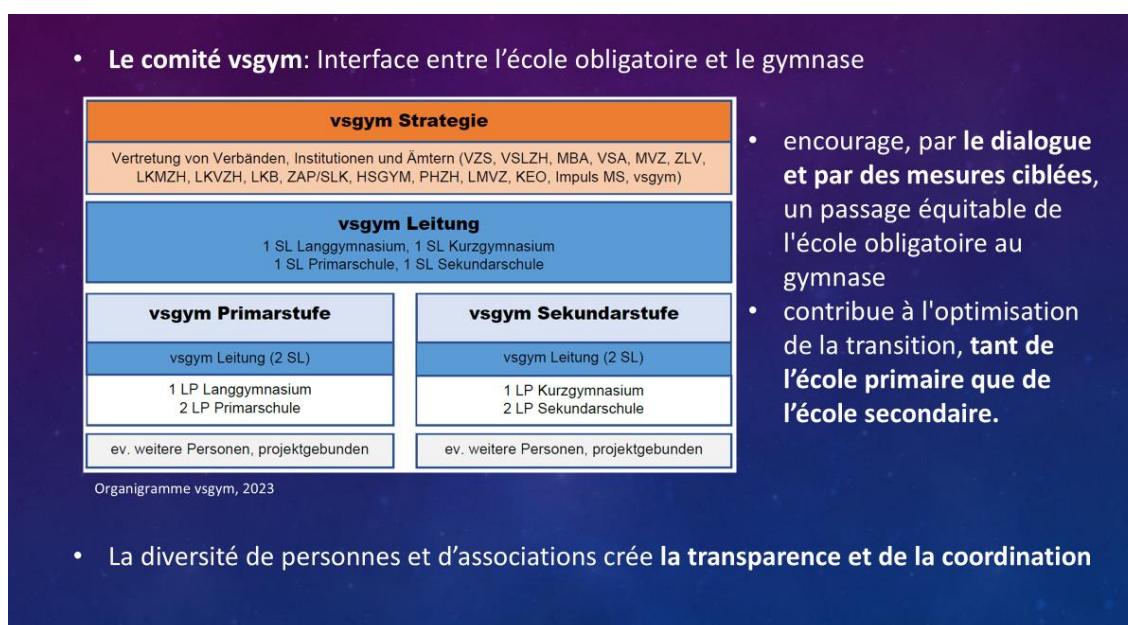 • Le comité vsgym: Interface entre l’école obligatoire et le gymnase
vsgym Strategie
Vertretung von Verbänden, Institutionen und Ämtern (VZS, VSLZH, MBA, VSA, MVZ, ZLV,
LKMZH, LKVZH, LKB, ZAP/SLK, HSGYM, PHZH, LMVZ, KEO, Impuls MS, vsgym)
vsgym Leitung
1 SL Langgymnasium, 1 SL Kurzgymnasium
1 SL Primarschule, 1 SL Sekundarschule
vsgym Primarstufe
vsgym Leitung (2 SL)
1 LP Langgymnasium
2 LP Primarschule
ev. weitere Personen, projektgebunden
vsgym Sekundarstufe
vsgym Leitung (2 SL)
1 LP Kurzgymnasium
2 LP Sekundarschule
ev. weitere Personen, projektgebunden
Organigramme vsgym, 2023
• encourage, par le dialogue
et par des mesures ciblées,
un passage équitable de
l'école obligatoire au
gymnase
• contribue à l'optimisation
de la transition, tant de
l’école primaire que de
l’école secondaire.
• La diversité de personnes et d’associations crée la transparence et de la coordination